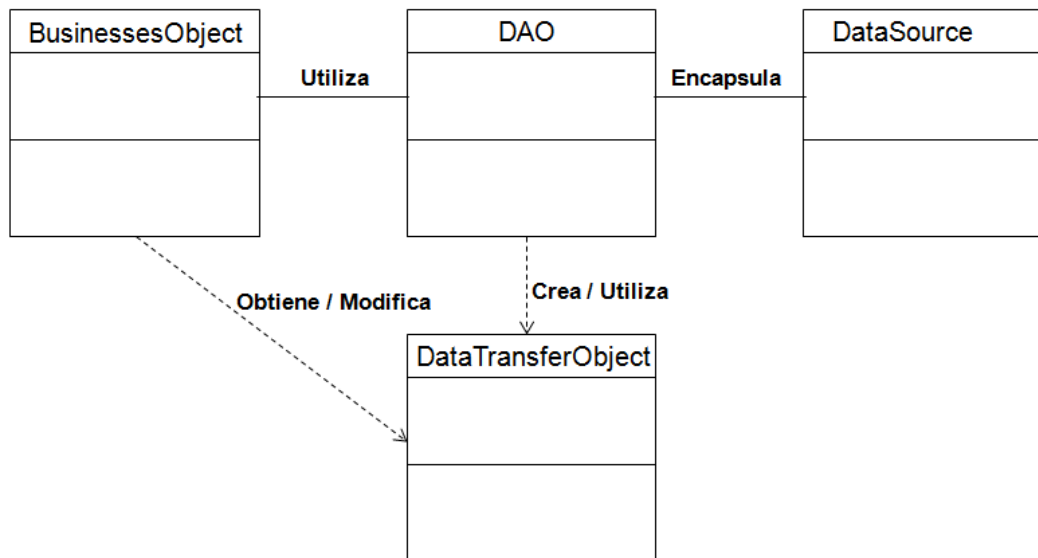 BusinessesObject
DAO
DataSource
Utiliza
Encapsula
Obtiene / Modifica
Crea / Utiliza
DataTransferObject